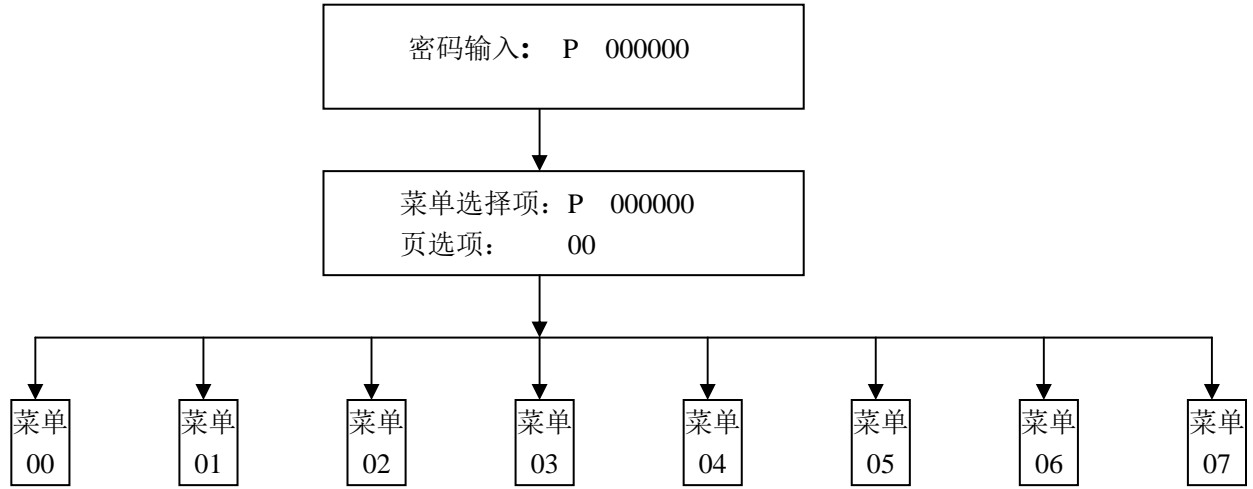 密码输入： P 000000
菜单选择项：P 000000
页选项： 00
菜单 00
菜单 01
菜单 02
菜单 03
菜单 04
菜单 05
菜单 06
菜单 07